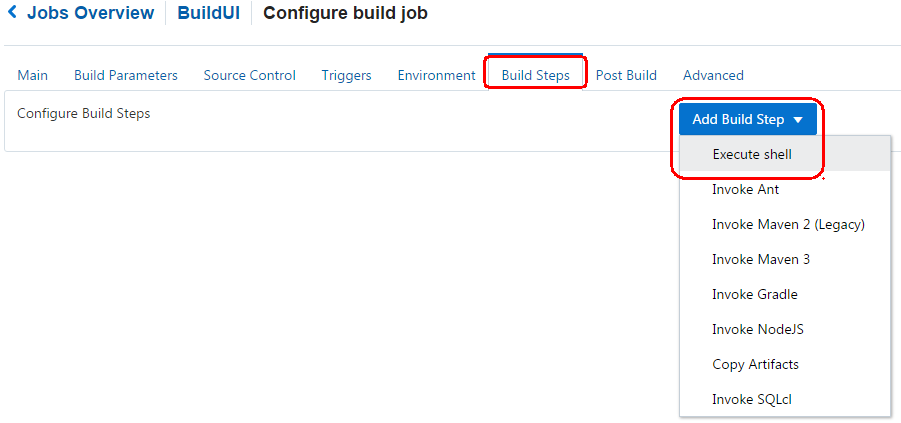 Jobs Overview BuildUI Configure build job
Main Build Parameters Source Control Triggers Environment Build Steps Post Build Advanced
Configure Build Steps Add Build Step
Execute shell
Invoke Ant
Invoke Maven 2 (Legacy)
Invoke Maven 3
Invoke Gradle
Invoke NodeJS
Copy Artifacts
Invoke SQLcl